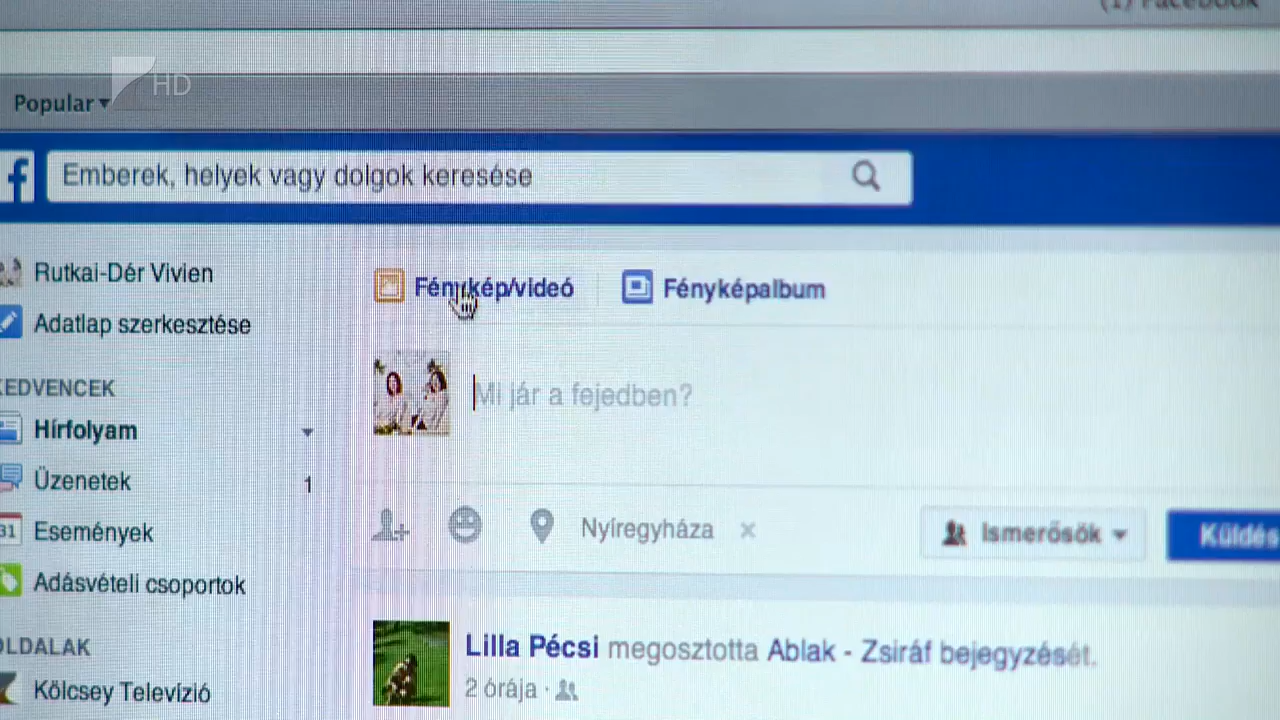 (1) Facebook
HD
Popular
f
Emberek, helyek vagy dolgok keresése
Rutkai-Dér Vivien
Adatlap szerkesztése
Fénykép/videó
Fényképalbum
KEDVENCEK
Mi jár a fejedben?
Hírfolyam
Üzenetek
1
31
Események
Nyíregyháza
Ismerősök
Küldés
Adásvételi csoportok
OLDALAK
Lilla Pécsi megosztotta Ablak - Zsiráf bejegyzését.
2 órája ·
Kölcsey Televízió